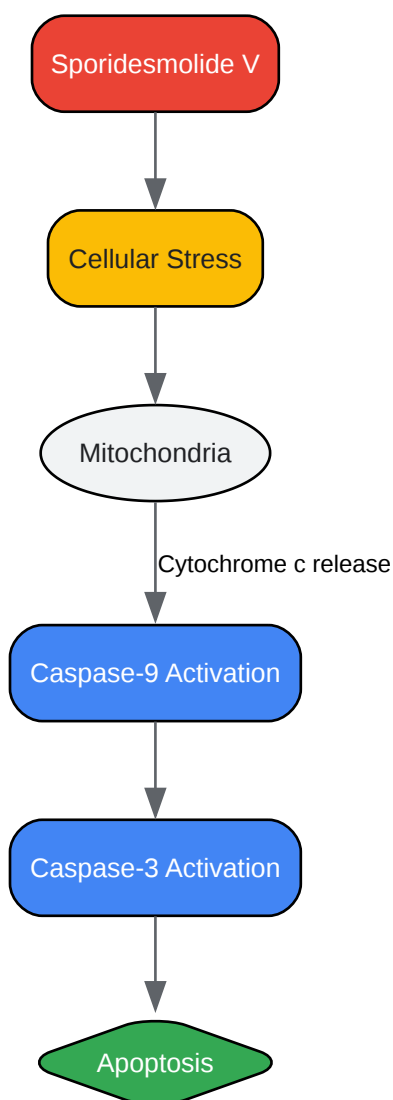 Sporidesmolide V
Cellular Stress
Mitochondria
Cytochrome c release
Caspase-9 Activation
Caspase-3 Activation
Apoptosis